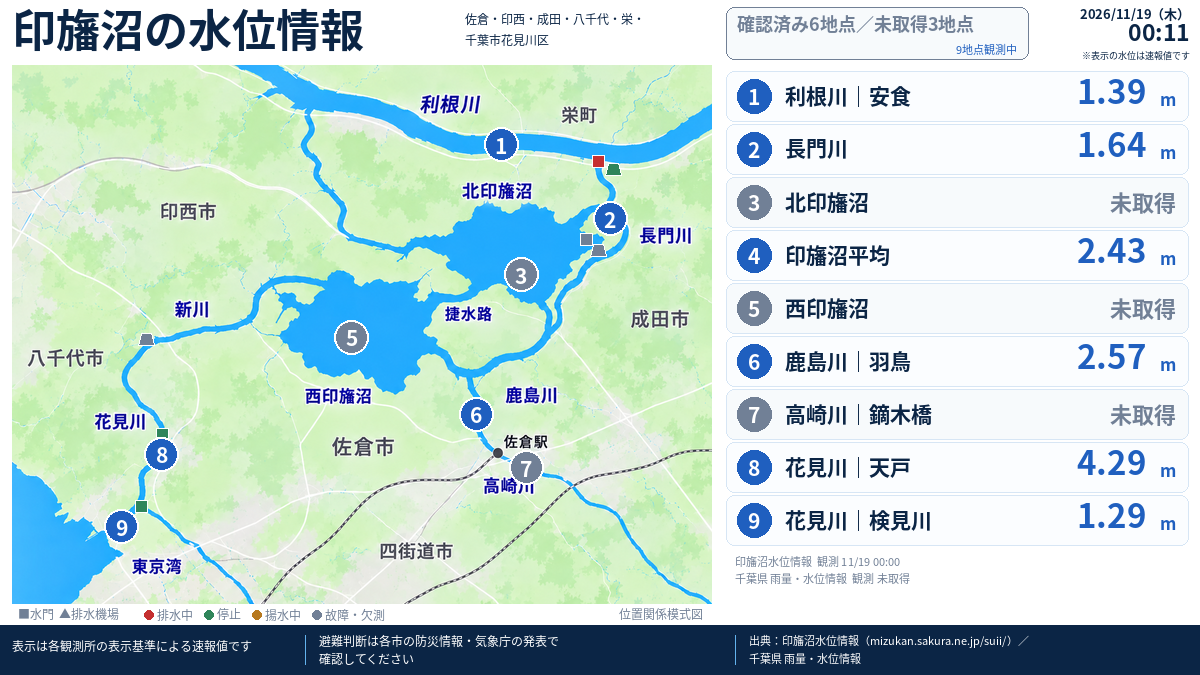 印旛沼の水位情報
佐倉・印西・成田・八千代・栄・
千葉市花見川区
確認済み6地点／未取得3地点
9地点観測中
2026/11/19（木）
00:11
※表示の水位は速報値です
利根川
栄町
1
北印旛沼
印西市
2
長門川
3
新川
捷水路
成田市
5
八千代市
西印旛沼
鹿島川
花見川
6
佐倉市
佐倉駅
8
7
高崎川
9
四街道市
東京湾
1 利根川｜安食 1.39 m
2 長門川 1.64 m
3 北印旛沼 未取得
4 印旛沼平均 2.43 m
5 西印旛沼 未取得
6 鹿島川｜羽鳥 2.57 m
7 高崎川｜鏑木橋 未取得
8 花見川｜天戸 4.29 m
9 花見川｜検見川 1.29 m
印旛沼水位情報 観測 11/19 00:00
千葉県 雨量・水位情報 観測 未取得
■水門 ▲排水機場 ●排水中 ●停止 ●揚水中 ●故障・欠測
位置関係模式図
表示は各観測所の表示基準による速報値です
避難判断は各市の防災情報・気象庁の発表で
確認してください
出典：印旛沼水位情報（mizukan.sakura.ne.jp/suii/）／
千葉県 雨量・水位情報